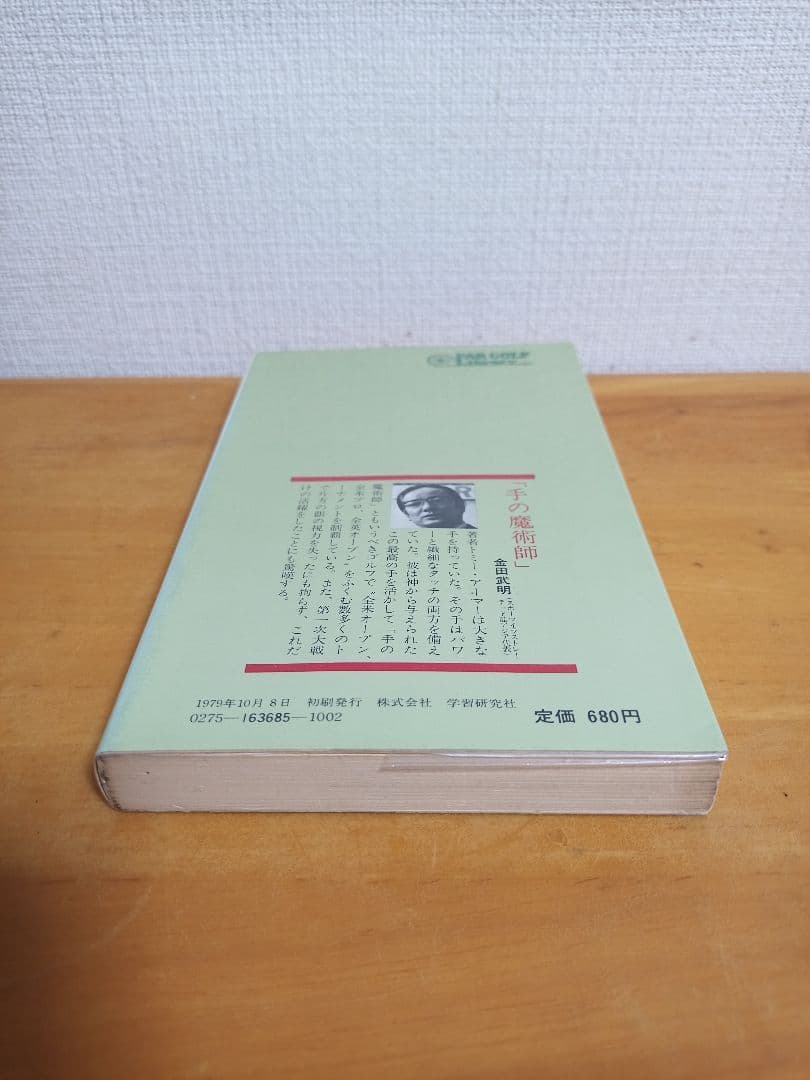 PAR GOLF
LIBRARY
「手の魔術師」
金田武明
著者トミー・アーマーは大きな
手を持っていた。その手はパワ
ーと繊細なタッチの両方を備え
ていた。彼は神から与えられた
この最高の手を活かして、「手の
魔術師」ともいうべきゴルフで“全米オープン、
全米プロ、全英オープン”をふくむ数多くのト
ーナメントを制覇している。また、第一次大戦
で片方の眼の視力を失ったにも拘らず、これだ
けの活躍をしたことにも驚嘆する。
1979年10月8日 初刷発行 株式会社 学習研究社
0275—163685—1002
定価 680円